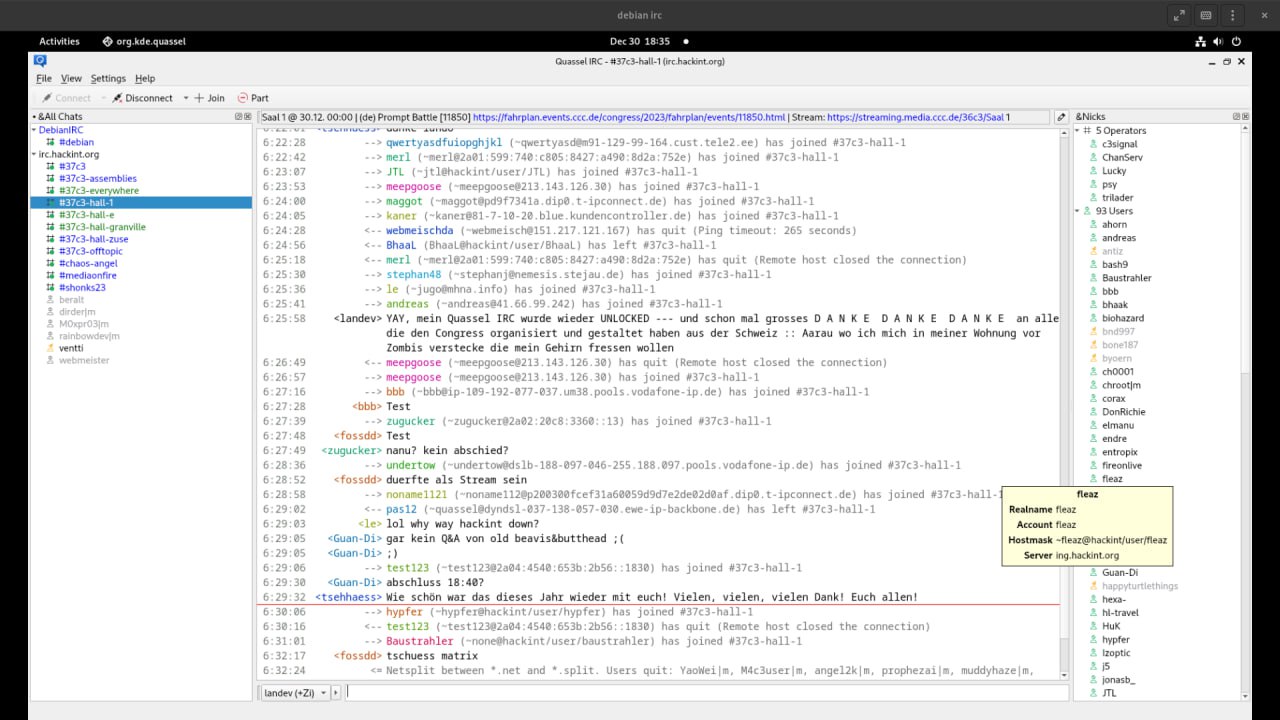 debian irc
Activities
org.kde.quassel
Dec 30 18:35
Quassel IRC - #37c3-hall-1 (irc.hackint.org)
File View Settings Help
Connect Disconnect Join Part
All Chats
DebianIRC
#debian
irc.hackint.org
#37c3
#37c3-assemblies
#37c3-everywhere
#37c3-hall-1
#37c3-hall-e
#37c3-hall-granville
#37c3-hall-zuse
#37c3-offtopic
#chaos-angel
#mediaonfire
#shonks23
beralt
dirder|m
M0xpr03|m
rainbowdev|m
ventti
webmeister
Saal 1 @ 30.12. 00:00 | (de) Prompt Battle [11850] https://fahrplan.events.ccc.de/congress/2023/fahrplan/events/11850.html | Stream: https://streaming.media.ccc.de/36c3/Saal 1
6:22:28 --> qwertyasdfuiopghjkl (~qwertyasd@m91-129-99-164.cust.tele2.ee) has joined #37c3-hall-1
6:22:42 --> merl (~merl@2a01:599:740:c805:8427:a490:8d2a:752e) has joined #37c3-hall-1
6:23:07 --> JTL (~jtl@hackint/user/JTL) has joined #37c3-hall-1
6:23:53 --> meepgoose (~meepgoose@213.143.126.30) has joined #37c3-hall-1
6:24:00 --> maggot (~maggot@pd9f7341a.dip0.t-ipconnect.de) has joined #37c3-hall-1
6:24:05 --> kaner (~kaner@81-7-10-20.blue.kundencontroller.de) has joined #37c3-hall-1
6:24:28 <-- webmeischda (~webmeisch@151.217.121.167) has quit (Ping timeout: 265 seconds)
6:24:56 <-- BhaaL (BhaaL@hackint/user/BhaaL) has left #37c3-hall-1
6:25:18 <-- merl (~merl@2a01:599:740:c805:8427:a490:8d2a:752e) has quit (Remote host closed the connection)
6:25:30 --> stephan48 (~stephanj@nemesis.stejau.de) has joined #37c3-hall-1
6:25:36 --> le (~jugo@mhna.info) has joined #37c3-hall-1
6:25:41 --> andreas (~andreas@41.66.99.242) has joined #37c3-hall-1
6:25:58 <landev> YAY, mein Quassel IRC wurde wieder UNLOCKED --- und schon mal grosses D A N K E D A N K E D A N K E an alle
die den Congress organisiert und gestaltet haben aus der Schweiz :: Aarau wo ich mich in meiner Wohnung vor
Zombis verstecke die mein Gehirn fressen wollen
6:26:49 <-- meepgoose (~meepgoose@213.143.126.30) has quit (Remote host closed the connection)
6:26:57 --> meepgoose (~meepgoose@213.143.126.30) has joined #37c3-hall-1
6:27:16 --> bbb (~bbb@ip-109-192-077-037.um38.pools.vodafone-ip.de) has joined #37c3-hall-1
6:27:28 <bbb> Test
6:27:39 --> zugucker (~zugucker@2a02:20c8:3360::13) has joined #37c3-hall-1
6:27:48 <fossdd> Test
6:27:49 <zugucker> nanu? kein abschied?
6:28:36 --> undertow (~undertow@dslb-188-097-046-255.188.097.pools.vodafone-ip.de) has joined #37c3-hall-1
6:28:52 <fossdd> duerfte als Stream sein
6:28:58 --> noname1121 (~noname112@p200300fcef31a60059d9d7e2de02d0af.dip0.t-ipconnect.de) has joined #37c3-hall-1
6:29:02 <-- pas12 (~quassel@dyndsl-037-138-057-030.ewe-ip-backbone.de) has left #37c3-hall-1
6:29:03 <le> lol why way hackint down?
6:29:05 <Guan-Di> gar kein Q&A von old beavis&butthead ;(
6:29:05 <Guan-Di> ;)
6:29:06 --> test123 (~test123@2a04:4540:653b:2b56::1830) has joined #37c3-hall-1
6:29:30 <Guan-Di> abschluss 18:40?
6:29:32 <tsehhaess> Wie schön war das dieses Jahr wieder mit euch! Vielen, vielen, vielen Dank! Euch allen!
6:30:06 --> hypfer (~hypfer@hackint/user/hypfer) has joined #37c3-hall-1
6:30:16 <-- test123 (~test123@2a04:4540:653b:2b56::1830) has quit (Remote host closed the connection)
6:31:01 --> Baustrahler (~none@hackint/user/baustrahler) has joined #37c3-hall-1
6:32:17 <fossdd> tschuess matrix
6:32:24 <= Netsplit between *.net and *.split. Users quit: YaoWei|m, M4c3user|m, angel2k|m, prophezai|m, muddyhaze|m,
landev (+Zi)
&Nicks
5 Operators
c3signal
ChanServ
Lucky
psy
trilader
93 Users
ahorn
andreas
antiz
bash9
Baustrahler
bbb
bhaak
biohazard
bnd997
bone187
byoern
ch0001
chroot|m
corax
DonRichie
elmanu
endre
entropix
fireonlive
fleaz
fleaz
Realname fleaz
Account fleaz
Hostmask ~fleaz@hackint/user/fleaz
Server ing.hackint.org
Guan-Di
happyturtlethings
hexa-
hl-travel
HuK
hypfer
Izoptic
j5
jonasb_
JTL